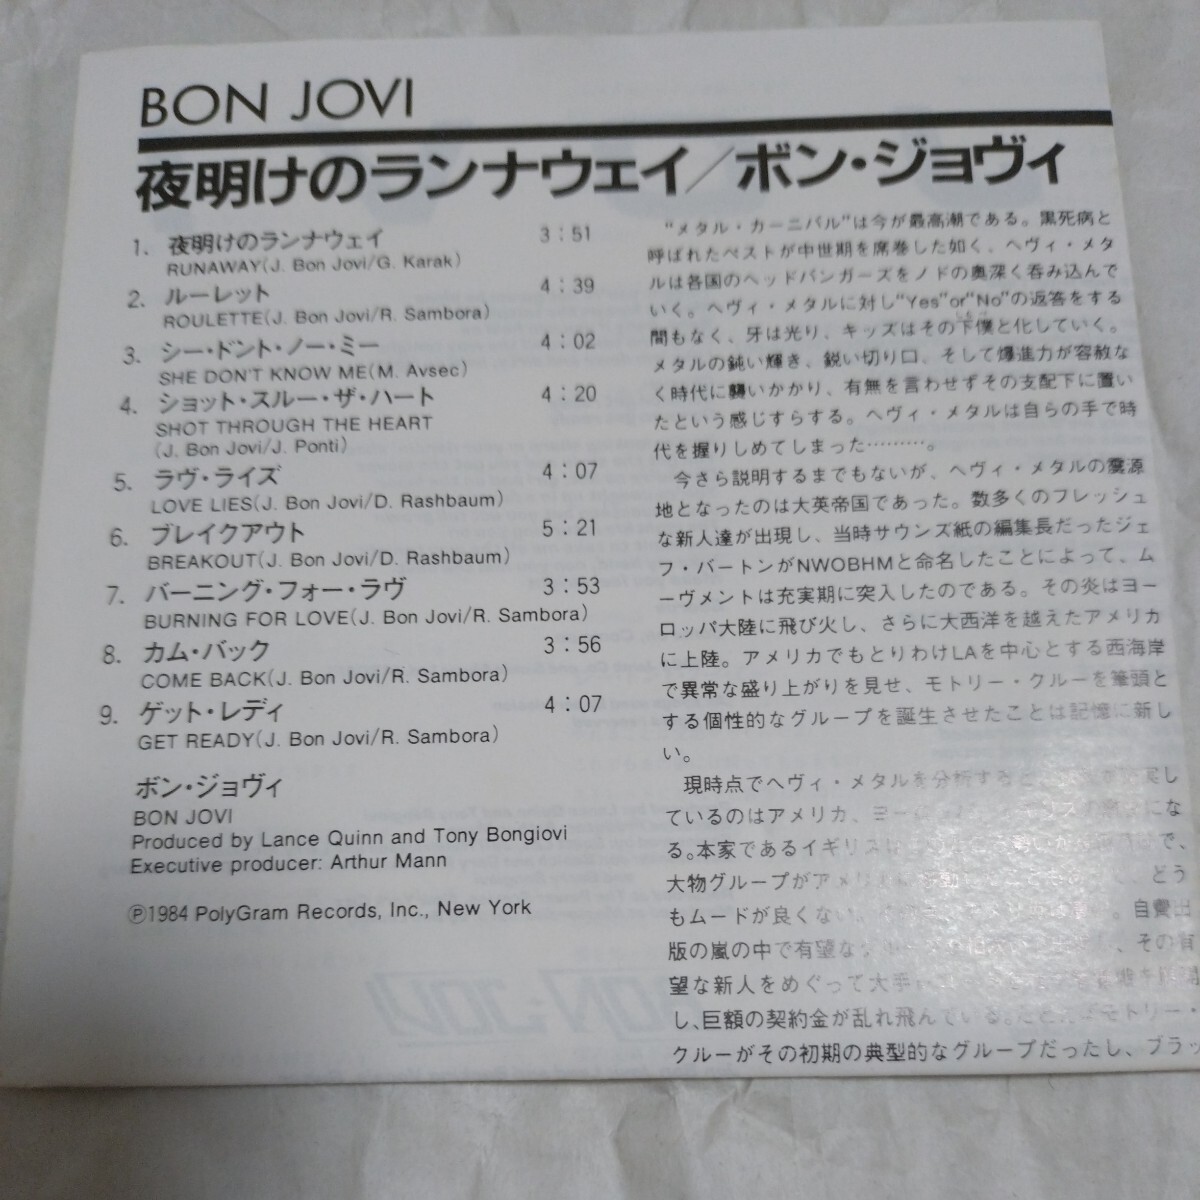 BON JOVI
夜明けのランナウェイ/ボン・ジョヴィ
1. 夜明けのランナウェイ 3:51
RUNAWAY(J. Bon Jovi/G. Karak)
2. ルーレット 4:39
ROULETTE(J. Bon Jovi/R. Sambora)
3. シー・ドント・ノー・ミー 4:02
SHE DON'T KNOW ME(M. Avsec)
4. ショット・スルー・ザ・ハート 4:20
SHOT THROUGH THE HEART
(J. Bon Jovi/J. Ponti)
5. ラヴ・ライズ 4:07
LOVE LIES(J. Bon Jovi/D. Rashbaum)
6. ブレイクアウト 5:21
BREAKOUT(J. Bon Jovi/D. Rashbaum)
7. バーニング・フォー・ラヴ 3:53
BURNING FOR LOVE(J. Bon Jovi/R. Sambora)
8. カム・バック 3:56
COME BACK(J. Bon Jovi/R. Sambora)
9. ゲット・レディ 4:07
GET READY(J. Bon Jovi/R. Sambora)
ボン・ジョヴィ
BON JOVI
Produced by Lance Quinn and Tony Bongiovi
Executive producer: Arthur Mann
Ⓟ1984 PolyGram Records, Inc., New York
“メタル・カーニバル”は今が最高潮である。黒死病と
呼ばれたペストが中世期を席巻した如く、ヘヴィ・メタ
ルは各国のヘッドバンガーズをノドの奥深く呑み込んで
いく。ヘヴィ・メタルに対し“Yes”or“No”の返答をする
間もなく、牙は光り、キッズはその下僕と化していく。
メタルの鈍い輝き、鋭い切り口、そして爆進力が容赦な
く時代に襲いかかり、有無を言わせずその支配下に置い
たという感じすらする。ヘヴィ・メタルは自らの手で時
代を握りしめてしまった………。
今さら説明するまでもないが、ヘヴィ・メタルの震源
地となったのは大英帝国であった。数多くのフレッシュ
な新人達が出現し、当時サウンズ紙の編集長だったジェ
フ・バートンがNWOBHMと命名したことによって、ム
ーヴメントは充実期に突入したのである。その炎はヨー
ロッパ大陸に飛び火し、さらに大西洋を越えたアメリカ
に上陸。アメリカでもとりわけLAを中心とする西海岸
で異常な盛り上がりを見せ、モトリー・クルーを筆頭と
する個性的なグループを誕生させたことは記憶に新し
い。
現時点でヘヴィ・メタルを分析すると、
しているのはアメリカ、ヨー にな
る。本家であるイギリスは で、
大物グループがアメリカ どう
もムードが良くない。 自費出
版の嵐の中で有望な 、その有
望な新人をめぐって大手
し、巨額の契約金が乱れ飛んでいる。 モトリー・
クルーがその初期の典型的なグループだったし、ブラッ